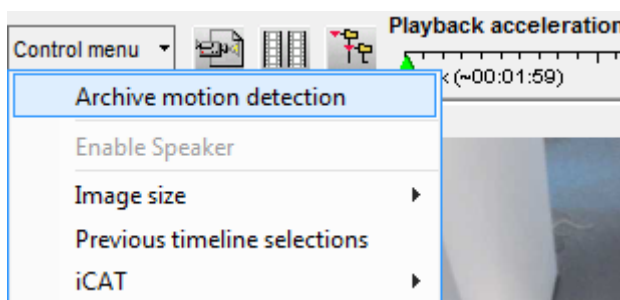 Playback acceleration
Control menu
(~00:01:59)
Archive motion detection
Enable Speaker
Image size
Previous timeline selections
iCAT